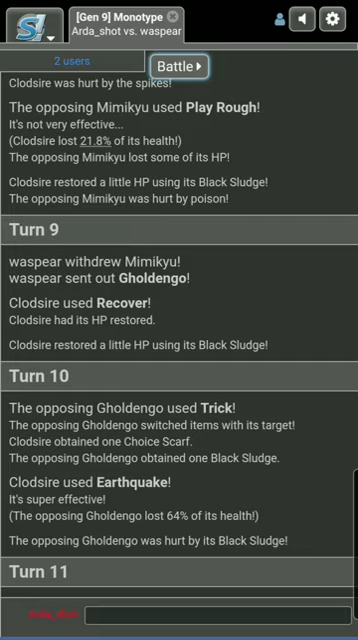 [Gen 9] Monotype
Arda_shot vs. waspear
2 users
Battle
Clodsire was hurt by the spikes!
The opposing Mimikyu used Play Rough!
It's not very effective...
(Clodsire lost 21.8% of its health!)
The opposing Mimikyu lost some of its HP!
Clodsire restored a little HP using its Black Sludge!
The opposing Mimikyu was hurt by poison!
Turn 9
waspear withdrew Mimikyu!
waspear sent out Gholdengo!
Clodsire used Recover!
Clodsire had its HP restored.
Clodsire restored a little HP using its Black Sludge!
Turn 10
The opposing Gholdengo used Trick!
The opposing Gholdengo switched items with its target!
Clodsire obtained one Choice Scarf.
The opposing Gholdengo obtained one Black Sludge.
Clodsire used Earthquake!
It's super effective!
(The opposing Gholdengo lost 64% of its health!)
The opposing Gholdengo was hurt by its Black Sludge!
Turn 11
Arda_shot: